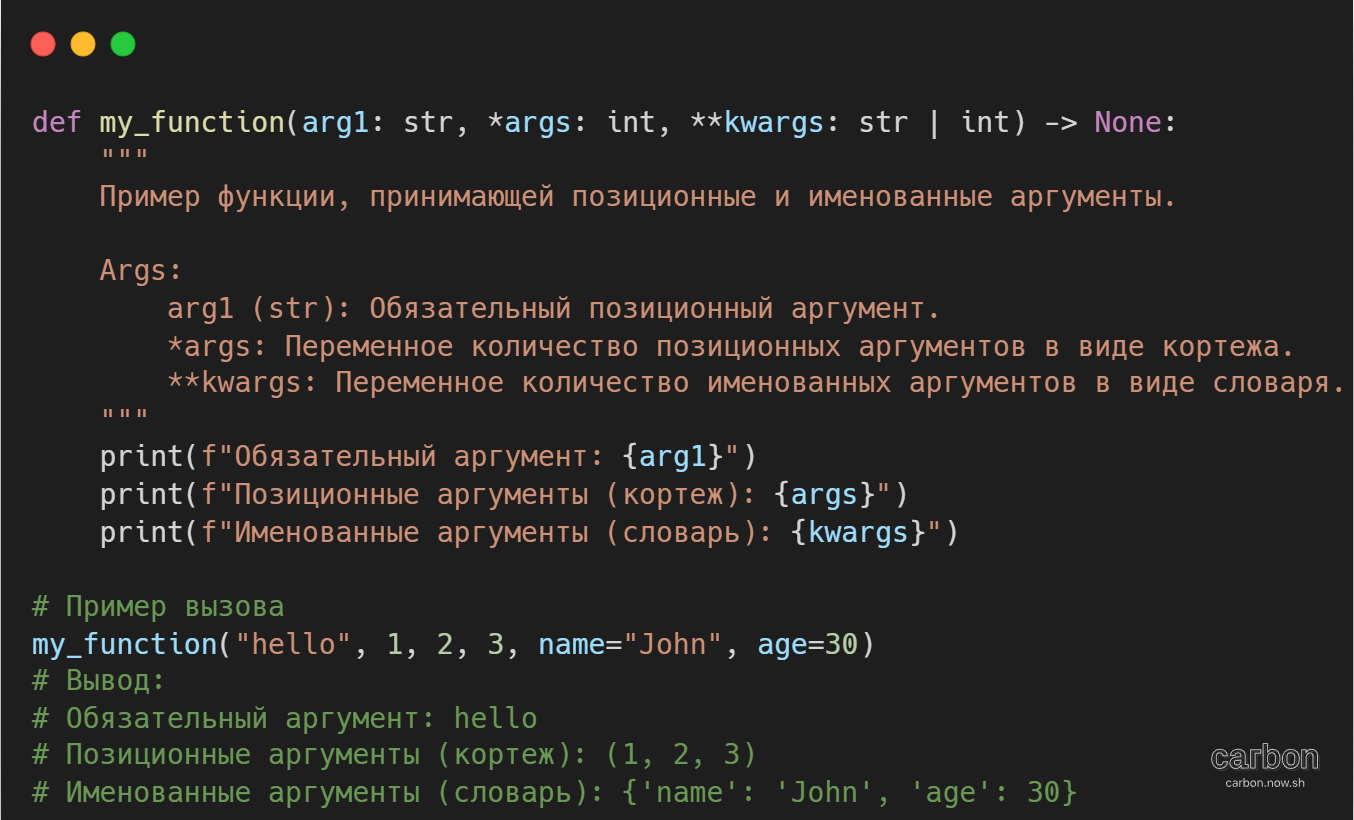 def my_function(arg1: str, *args: int, **kwargs: str | int) -> None:
    """
    Пример функции, принимающей позиционные и именованные аргументы.

    Args:
        arg1 (str): Обязательный позиционный аргумент.
        *args: Переменное количество позиционных аргументов в виде кортежа.
        **kwargs: Переменное количество именованных аргументов в виде словаря.
    """
    print(f"Обязательный аргумент: {arg1}")
    print(f"Позиционные аргументы (кортеж): {args}")
    print(f"Именованные аргументы (словарь): {kwargs}")

# Пример вызова
my_function("hello", 1, 2, 3, name="John", age=30)
# Вывод:
# Обязательный аргумент: hello
# Позиционные аргументы (кортеж): (1, 2, 3)
# Именованные аргументы (словарь): {'name': 'John', 'age': 30}
carbon
carbon.now.sh